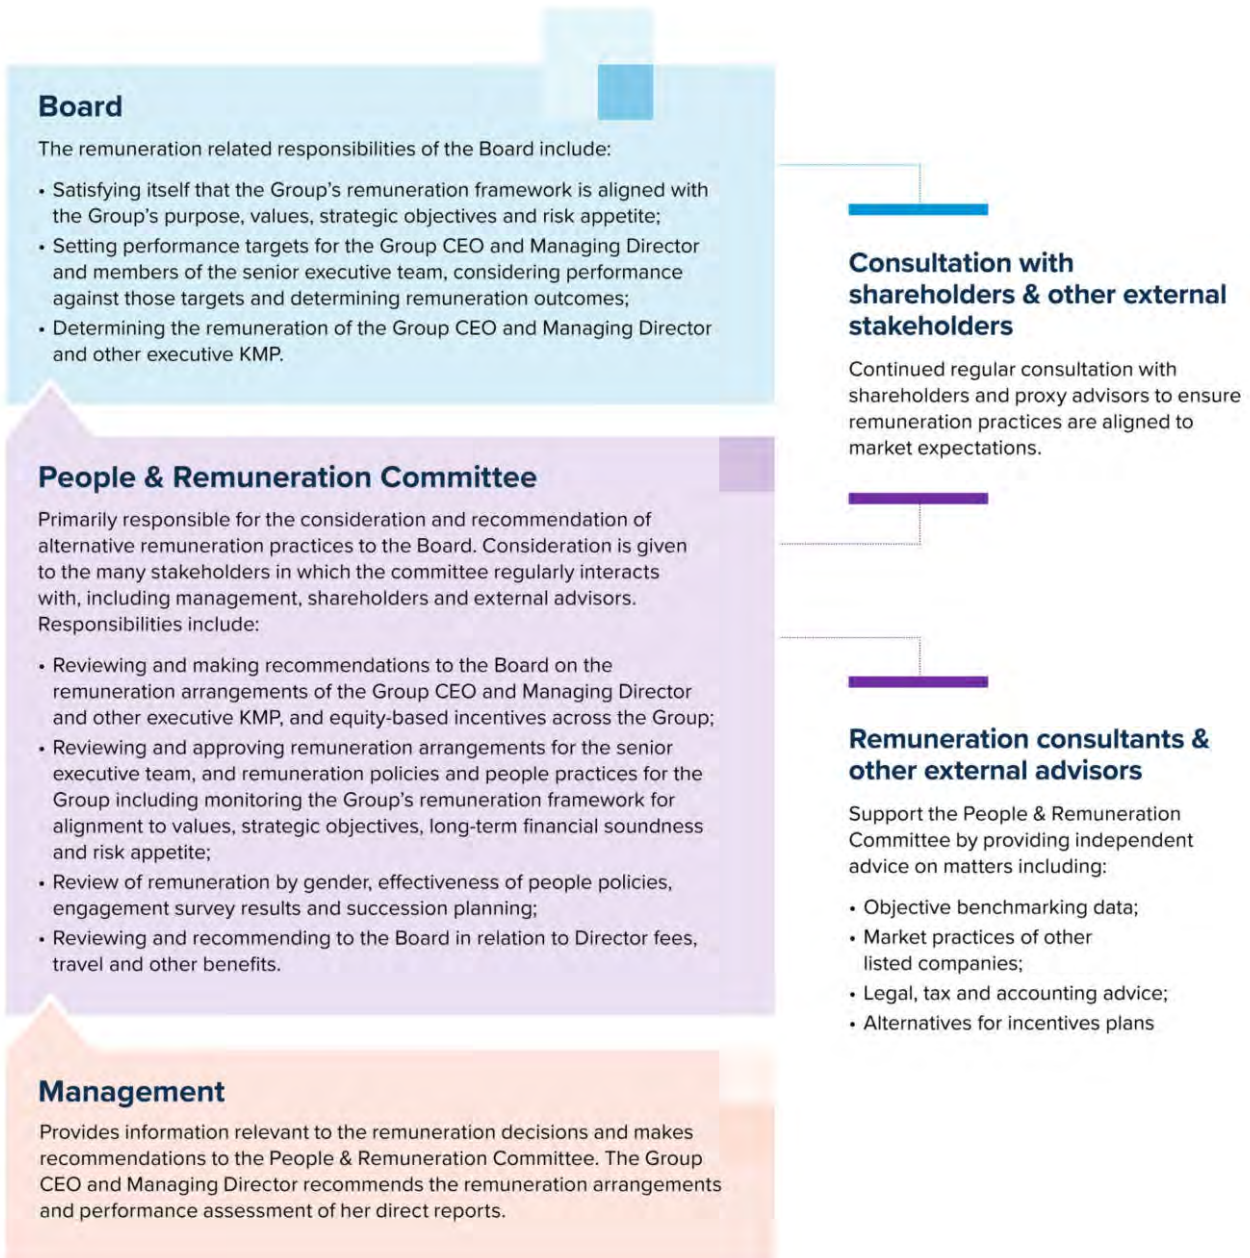 Board
The remuneration related responsibilities of the Board include:
• Satisfying itself that the Group's remuneration framework is aligned with
the Group's purpose, values, strategic objectives and risk appetite;
• Setting performance targets for the Group CEO and Managing Director
and members of the senior executive team, considering performance
against those targets and determining remuneration outcomes;
• Determining the remuneration of the Group CEO and Managing Director
and other executive KMP.
People & Remuneration Committee
Primarily responsible for the consideration and recommendation of
alternative remuneration practices to the Board. Consideration is given
to the many stakeholders in which the committee regularly interacts
with, including management, shareholders and external advisors.
Responsibilities include:
• Reviewing and making recommendations to the Board on the
remuneration arrangements of the Group CEO and Managing Director
and other executive KMP, and equity-based incentives across the Group;
• Reviewing and approving remuneration arrangements for the senior
executive team, and remuneration policies and people practices for the
Group including monitoring the Group's remuneration framework for
alignment to values, strategic objectives, long-term financial soundness
and risk appetite;
• Review of remuneration by gender, effectiveness of people policies,
engagement survey results and succession planning;
• Reviewing and recommending to the Board in relation to Director fees,
travel and other benefits.
Management
Provides information relevant to the remuneration decisions and makes
recommendations to the People & Remuneration Committee. The Group
CEO and Managing Director recommends the remuneration arrangements
and performance assessment of her direct reports.
Consultation with
shareholders & other external
stakeholders
Continued regular consultation with
shareholders and proxy advisors to ensure
remuneration practices are aligned to
market expectations.
Remuneration consultants &
other external advisors
Support the People & Remuneration
Committee by providing independent
advice on matters including:
• Objective benchmarking data;
• Market practices of other
listed companies;
• Legal, tax and accounting advice;
• Alternatives for incentives plans